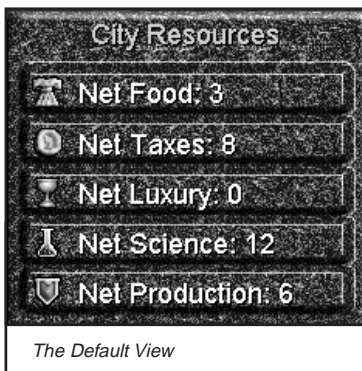 City Resources
Net Food: 3
Net Taxes: 8
Net Luxury: 0
Net Science: 12
Net Production: 6
The Default View